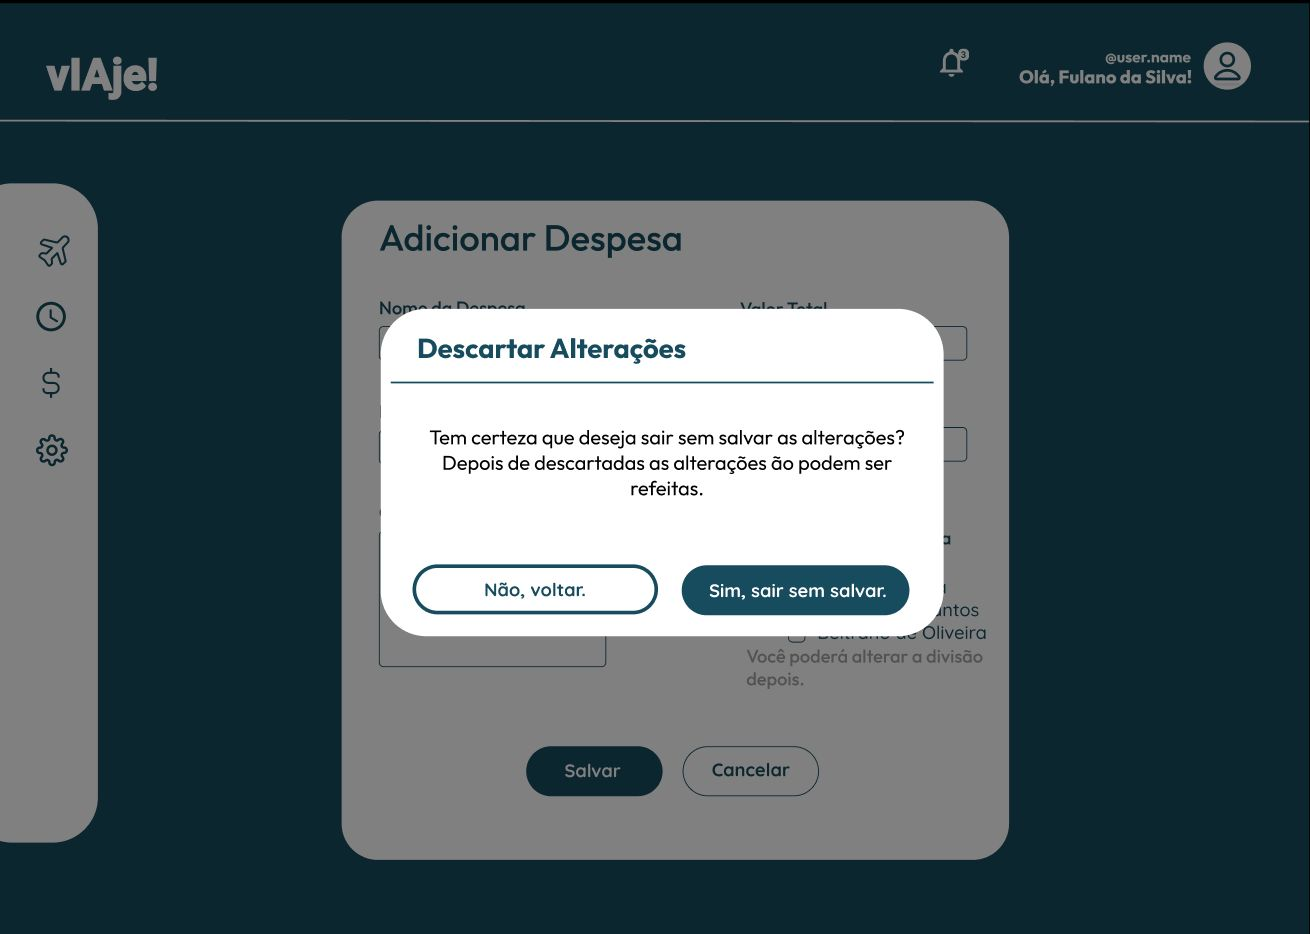 vIAje!
3
@user.name
Olá, Fulano da Silva!
Adicionar Despesa
Nome da Despesa
Valor Total
Descartar Alterações
Tem certeza que deseja sair sem salvar as alterações?
Depois de descartadas as alterações ão podem ser
refeitas.
Não, voltar.
Sim, sair sem salvar.
Beltrano de Oliveira
Você poderá alterar a divisão
depois.
Salvar
Cancelar